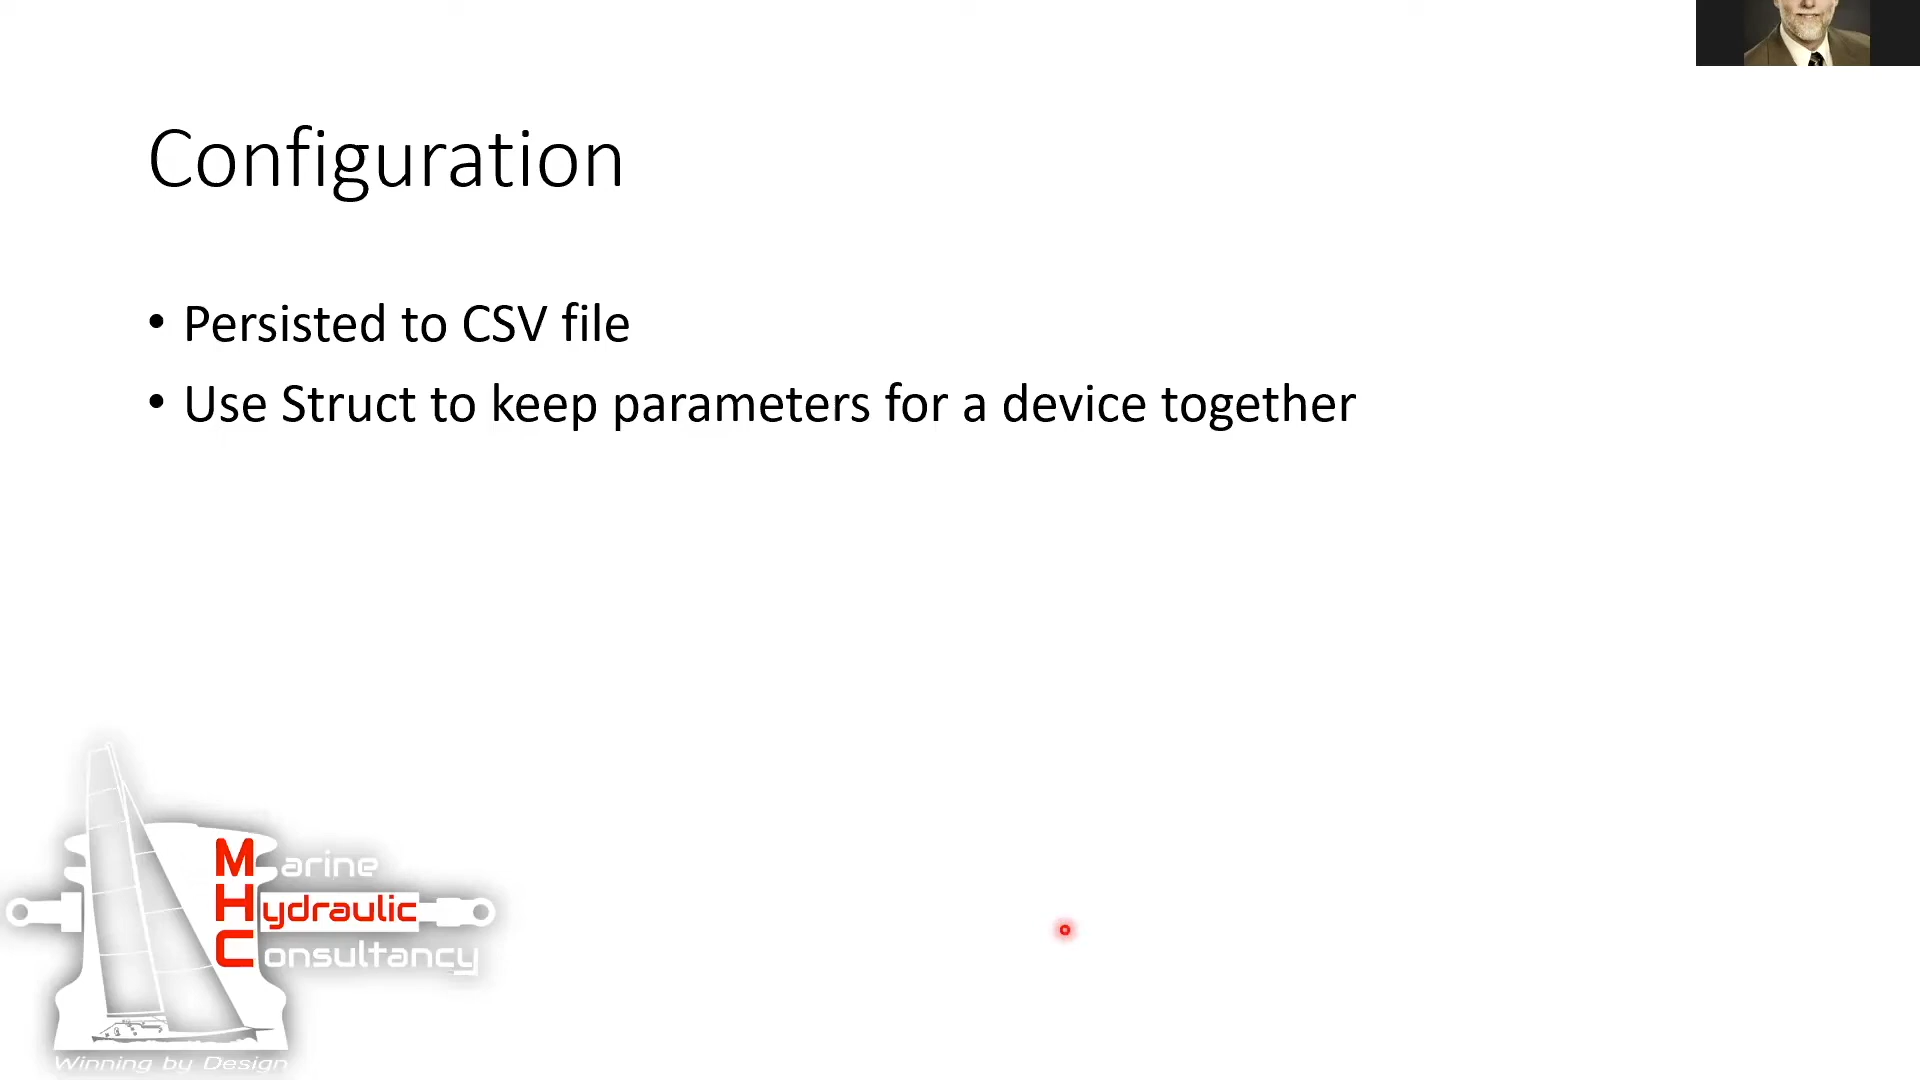 Configuration
• Persisted to CSV file
• Use Struct to keep parameters for a device together
Marine
Hydraulic
Consultancy
Winning by Design